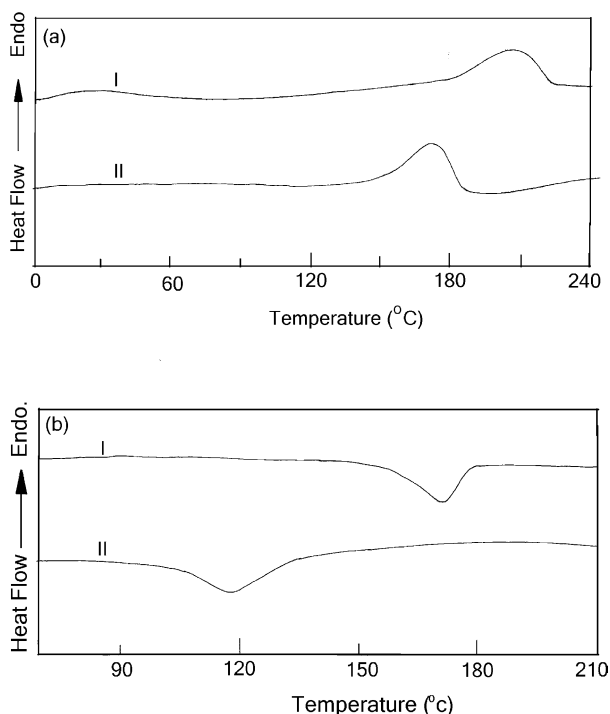 (a)
Heat Flow Endo
I
II
0 60 120 180 240
Temperature (°C)
(b)
Heat Flow Endo.
I
II
90 120 150 180 210
Temperature (°c)